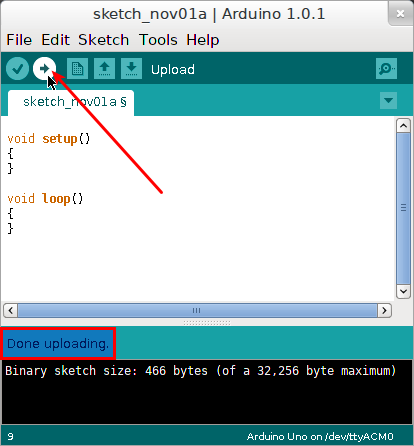 sketch_nov01a | Arduino 1.0.1
File Edit Sketch Tools Help
Upload
sketch_nov01a §
void setup()
{
}
void loop()
{
}
Done uploading.
Binary sketch size: 466 bytes (of a 32,256 byte maximum)
9 Arduino Uno on /dev/ttyACM0